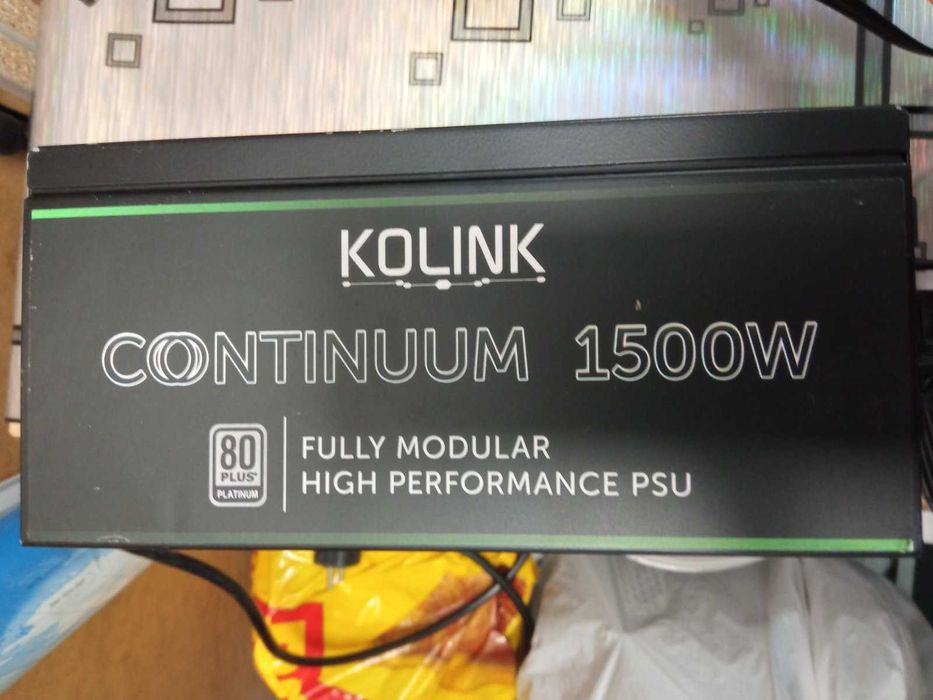 KOLINK
CONTINUUM 1500W
80
PLUS
PLATINUM
FULLY MODULAR
HIGH PERFORMANCE PSU